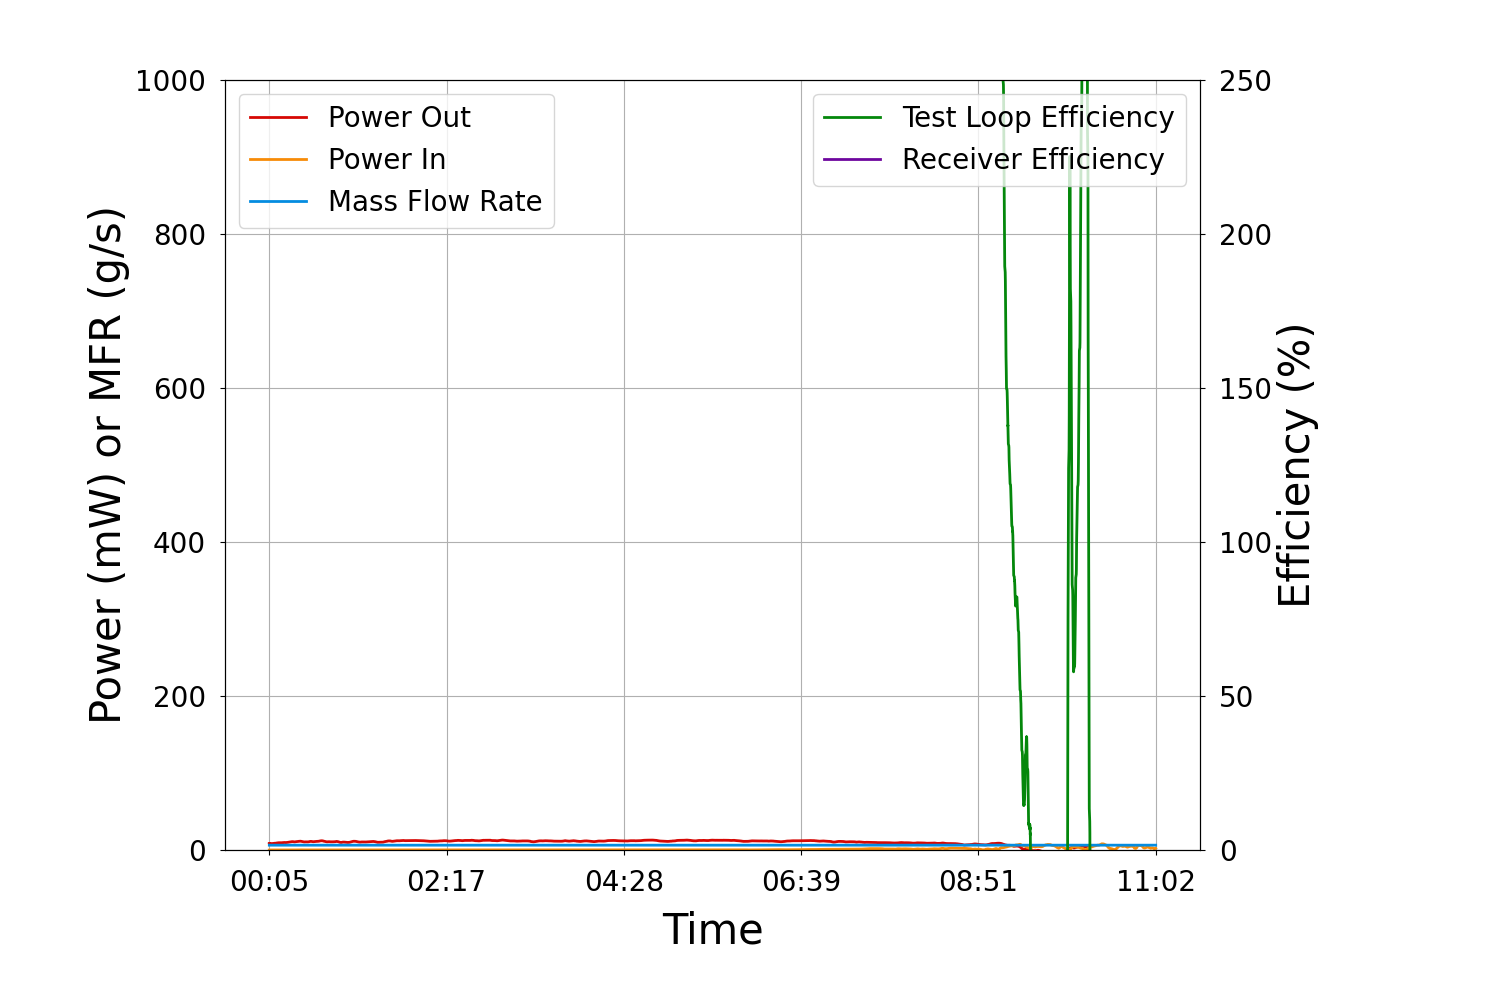 1000
800
600
400
200
0
Power (mW) or MFR (g/s)
Power Out
Power In
Mass Flow Rate
Test Loop Efficiency
Receiver Efficiency
250
200
150
100
50
0
Efficiency (%)
00:05 02:17 04:28 06:39 08:51 11:02
Time